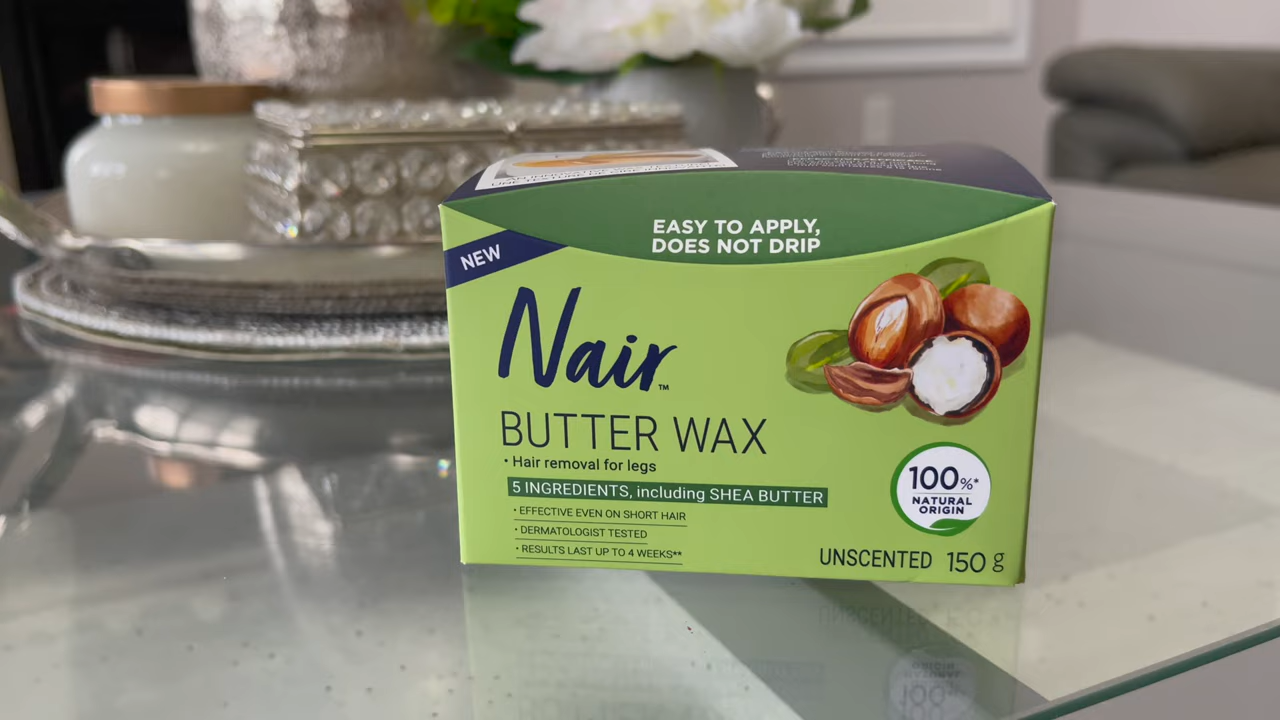 EASY TO APPLY,
DOES NOT DRIP
NEW
Nair™
BUTTER WAX
• Hair removal for legs
5 INGREDIENTS, including SHEA BUTTER
• EFFECTIVE EVEN ON SHORT HAIR
• DERMATOLOGIST TESTED
• RESULTS LAST UP TO 4 WEEKS**
100%*
NATURAL
ORIGIN
UNSCENTED 150 g